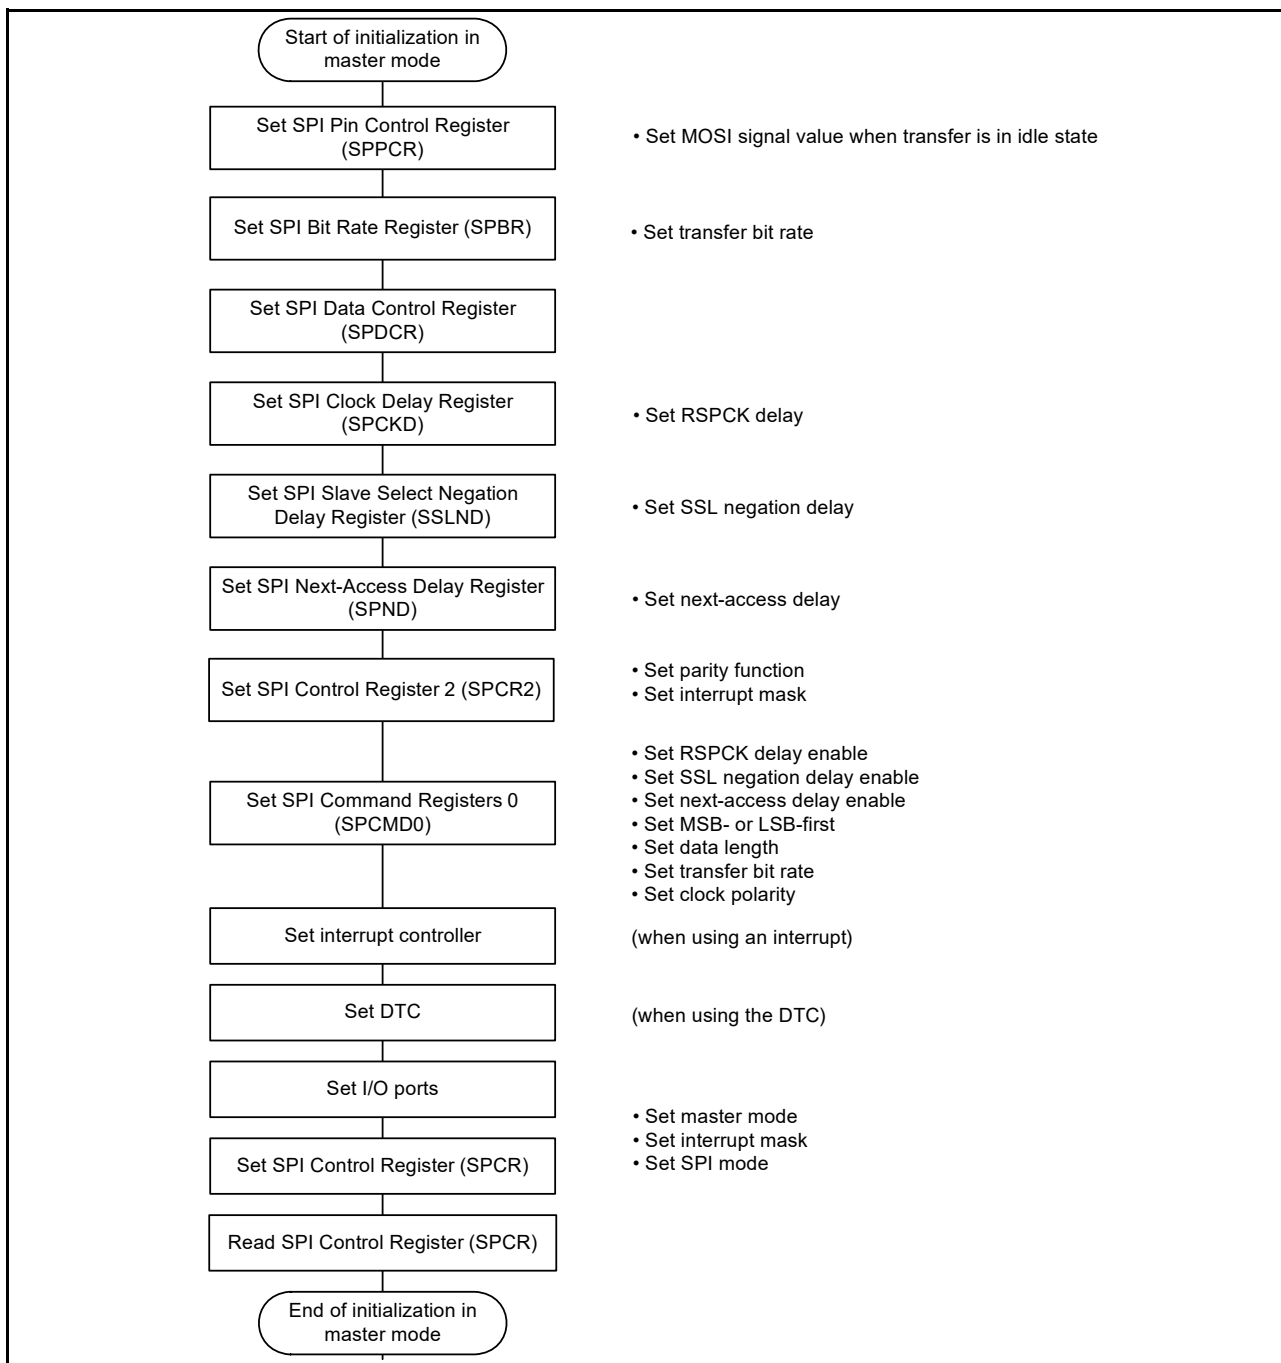 Start of initialization in
master mode
Set SPI Pin Control Register
(SPPCR)
• Set MOSI signal value when transfer is in idle state
Set SPI Bit Rate Register (SPBR)
• Set transfer bit rate
Set SPI Data Control Register
(SPDCR)
Set SPI Clock Delay Register
(SPCKD)
• Set RSPCK delay
Set SPI Slave Select Negation
Delay Register (SSLND)
• Set SSL negation delay
Set SPI Next-Access Delay Register
(SPND)
• Set next-access delay
Set SPI Control Register 2 (SPCR2)
• Set parity function
• Set interrupt mask
Set SPI Command Registers 0
(SPCMD0)
• Set RSPCK delay enable
• Set SSL negation delay enable
• Set next-access delay enable
• Set MSB- or LSB-first
• Set data length
• Set transfer bit rate
• Set clock polarity
Set interrupt controller
(when using an interrupt)
Set DTC
(when using the DTC)
Set I/O ports
Set SPI Control Register (SPCR)
• Set master mode
• Set interrupt mask
• Set SPI mode
Read SPI Control Register (SPCR)
End of initialization in
master mode